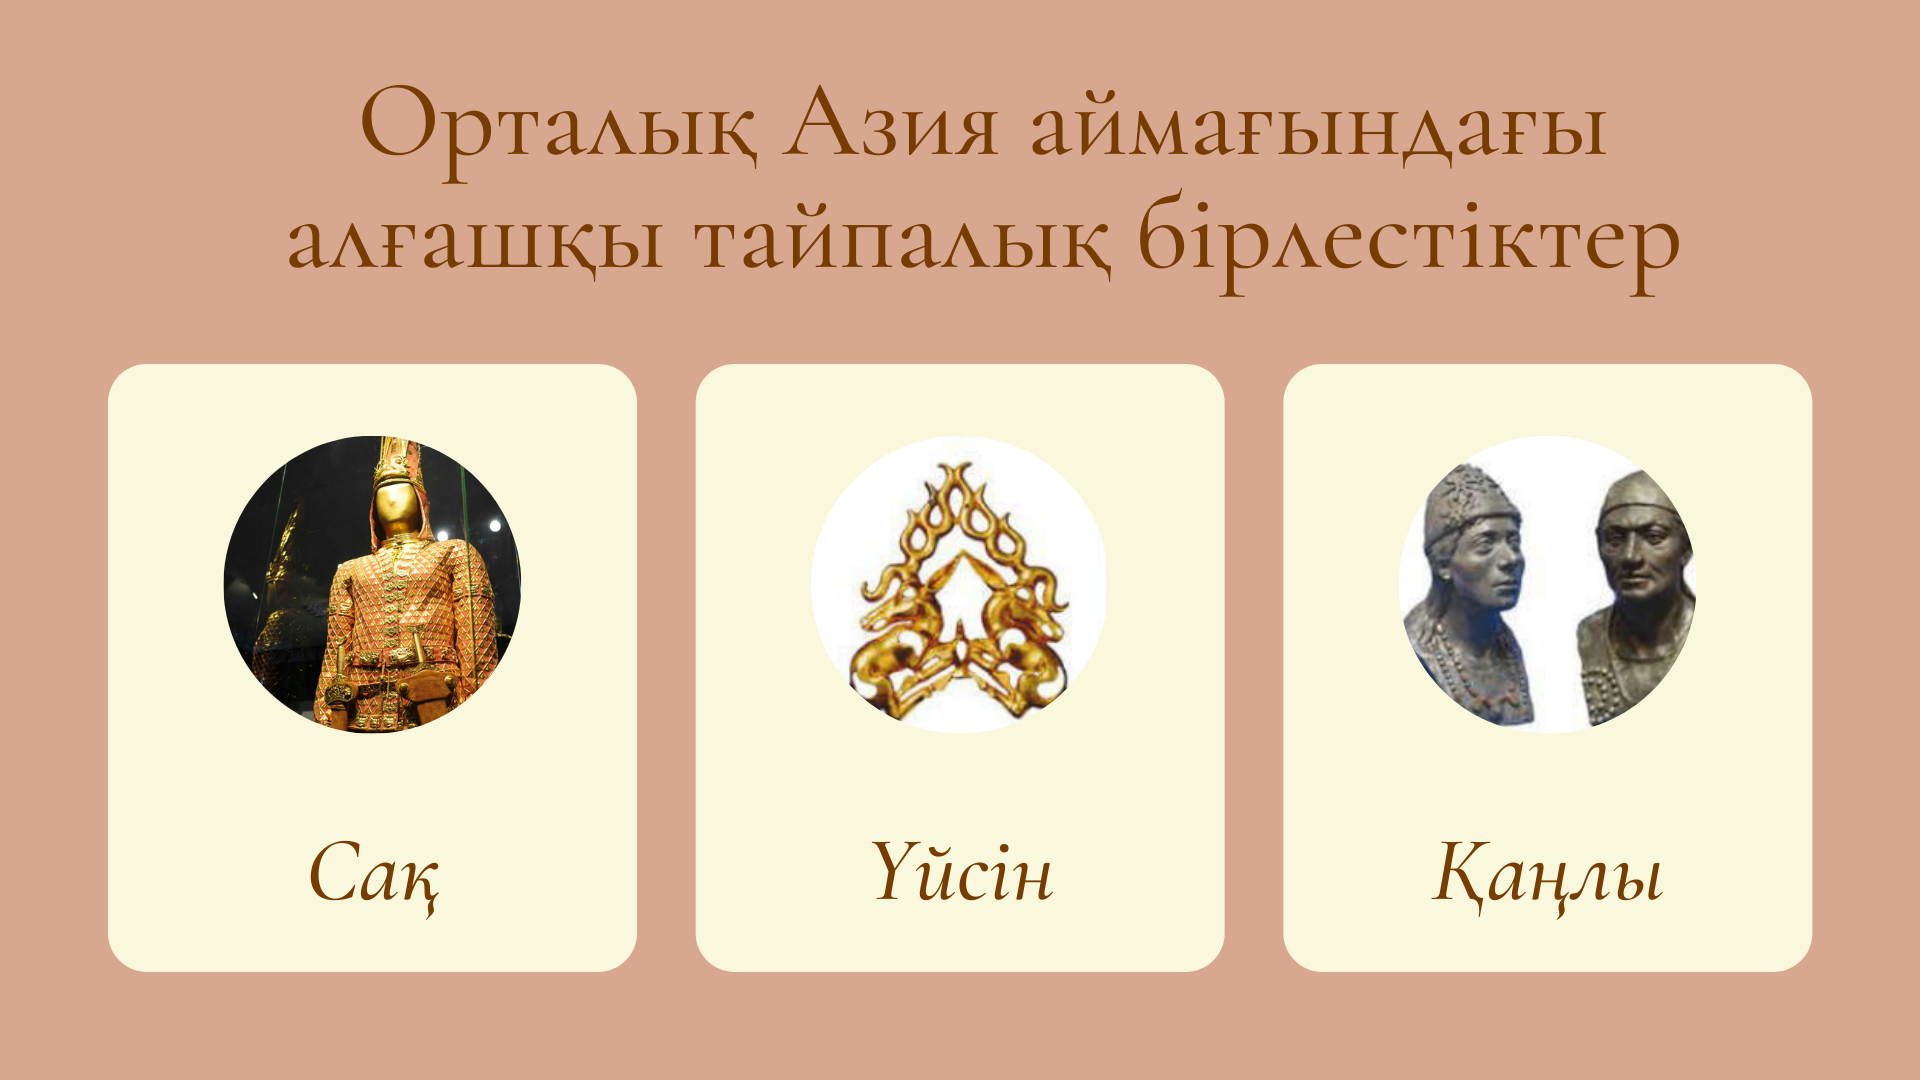 Орталық Азия аймағындағы
алғашқы тайпалық бірлестіктер
Сақ
Үйсін
Қаңлы